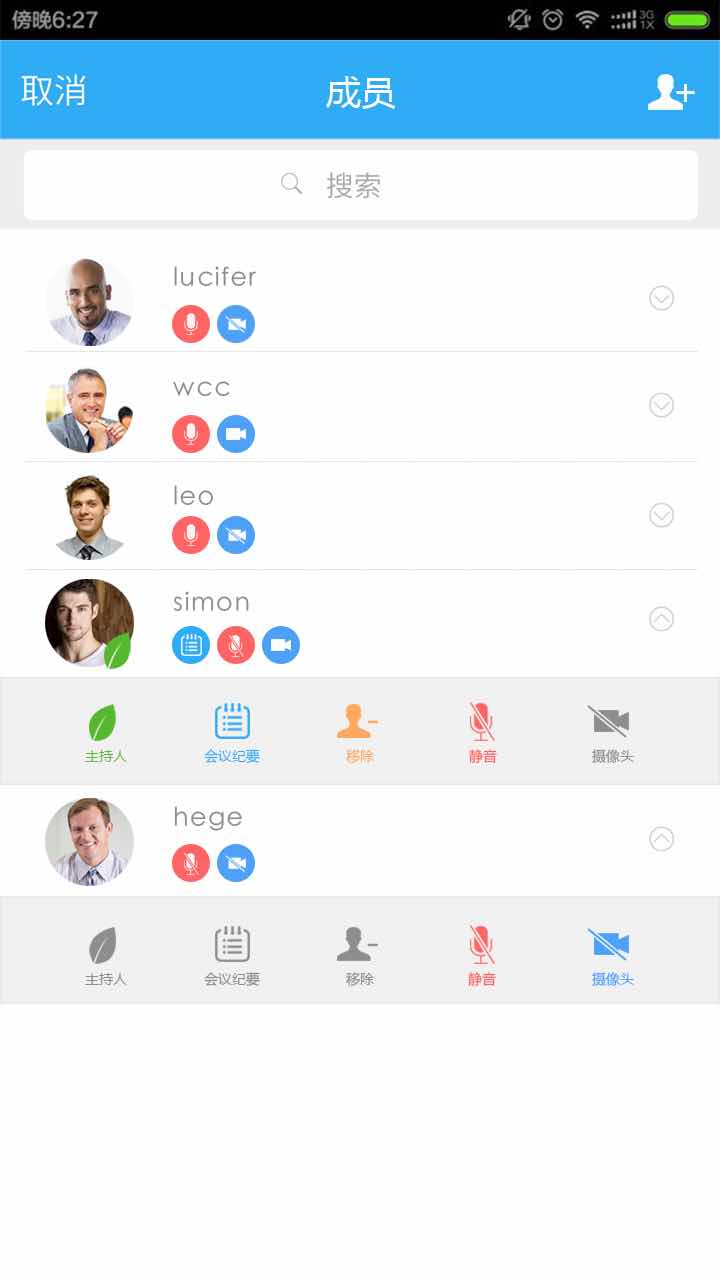 傍晚6:27 3G 1X
取消 成员
搜索
lucifer
wcc
leo
simon
主持人 会议纪要 移除 静音 摄像头
hege
主持人 会议纪要 移除 静音 摄像头